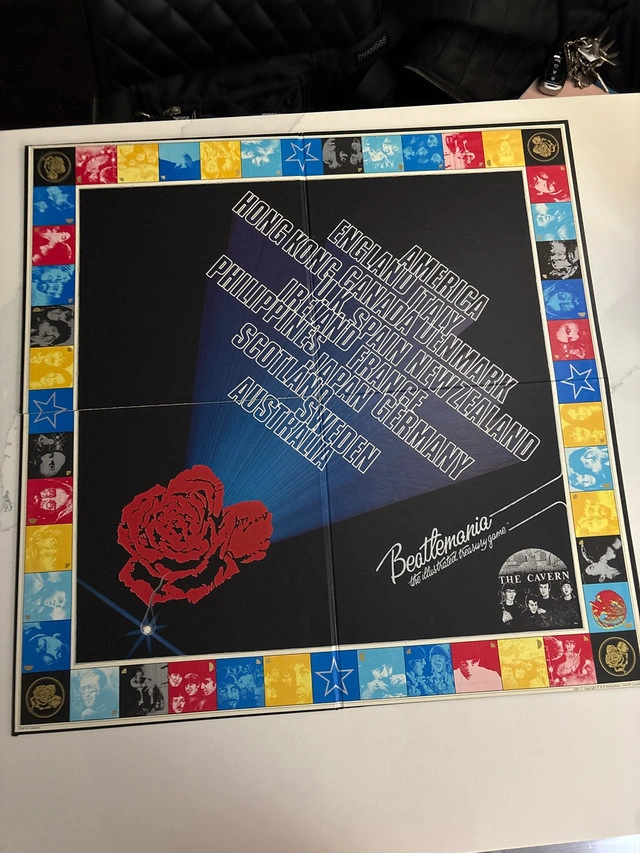 AMERICA
ENGLAND ITALY
HONG KONG CANADA DENMARK
U.K. SPAIN NEW ZEALAND
IRELAND FRANCE
PHILIPPINES JAPAN GERMANY
SCOTLAND SWEDEN
AUSTRALIA
Beatlemania
the illustrated treasury game
THE CAVERN